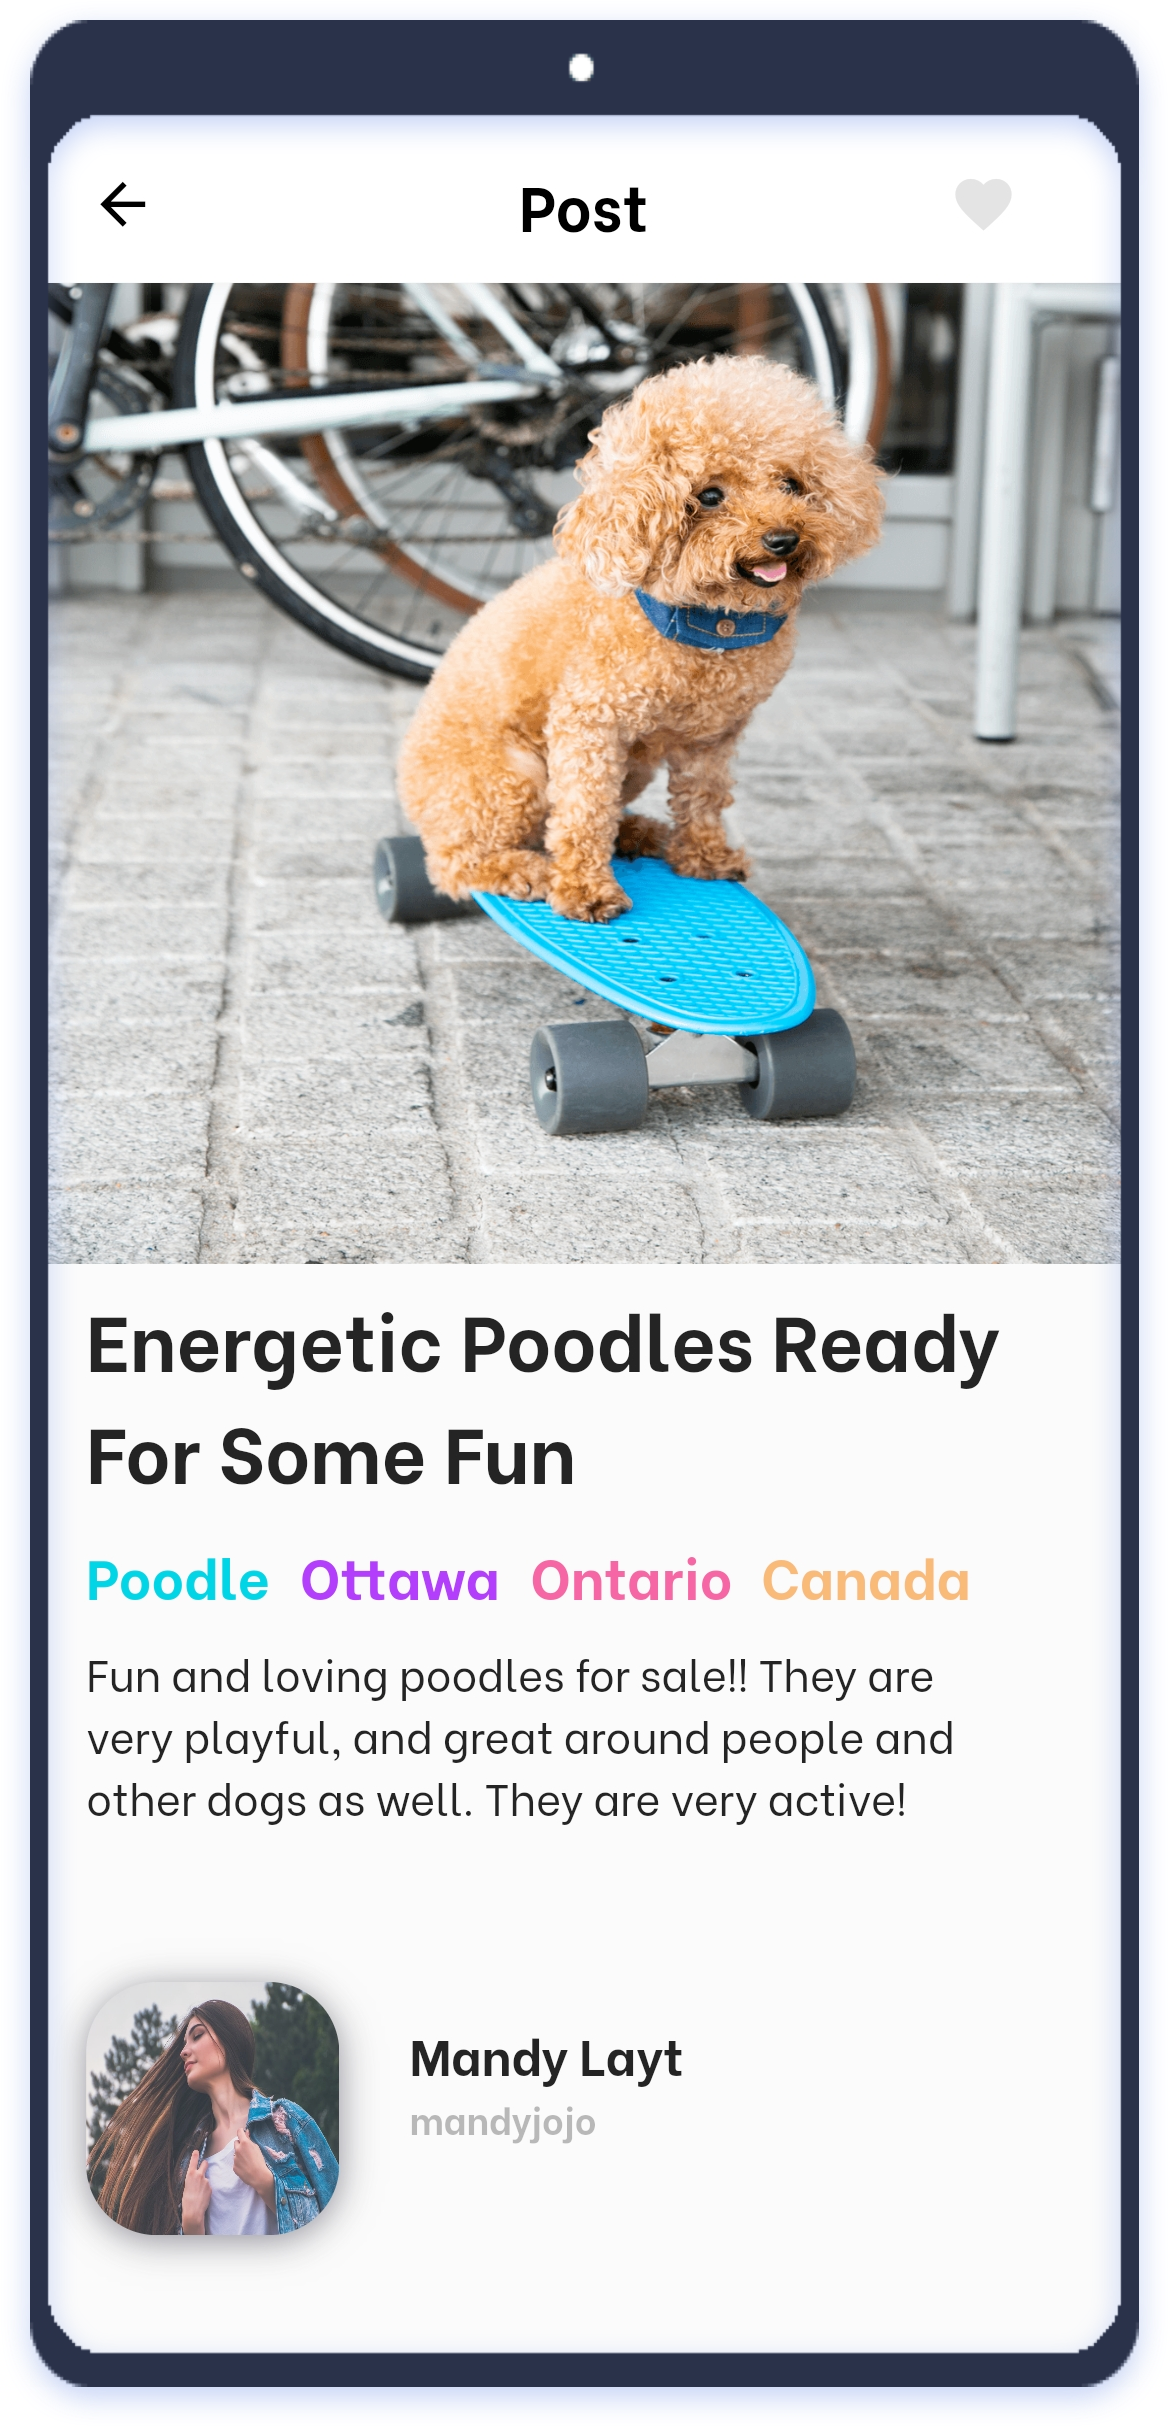 Post
Energetic Poodles Ready
For Some Fun
Poodle Ottawa Ontario Canada
Fun and loving poodles for sale!! They are
very playful, and great around people and
other dogs as well. They are very active!
Mandy Layt
mandyjojo